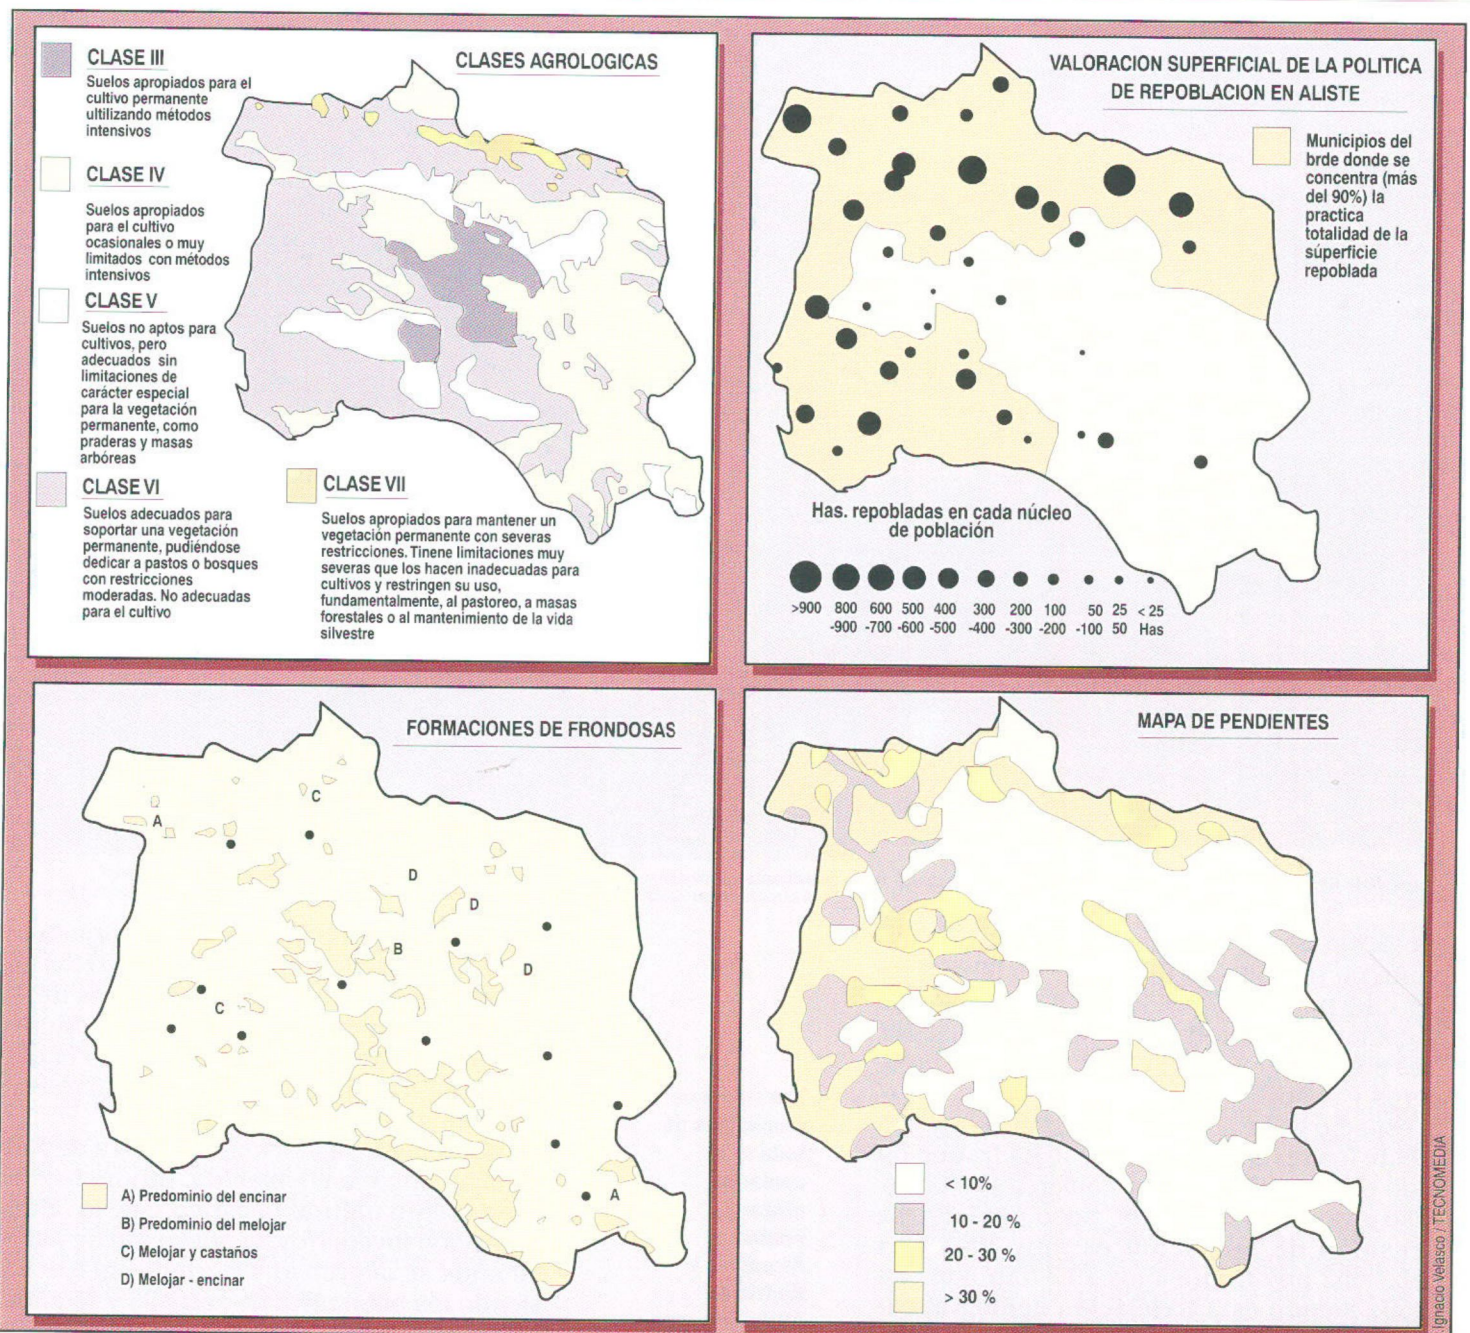 CLASES AGROLOGICAS
CLASE III
Suelos apropiados para el
cultivo permanente
ultilizando métodos
intensivos
CLASE IV
Suelos apropiados
para el cultivo
ocasionales o muy
limitados con métodos
intensivos
CLASE V
Suelos no aptos para
cultivos, pero
adecuados sin
limitaciones de
carácter especial
para la vegetación
permanente, como
praderas y masas
arbóreas
CLASE VI
Suelos adecuados para
soportar una vegetación
permanente, pudiéndose
dedicar a pastos o bosques
con restricciones
moderadas. No adecuadas
para el cultivo
CLASE VII
Suelos apropiados para mantener un
vegetación permanente con severas
restricciones. Tinene limitaciones muy
severas que los hacen inadecuadas para
cultivos y restringen su uso,
fundamentalmente, al pastoreo, a masas
forestales o al mantenimiento de la vida
silvestre
VALORACION SUPERFICIAL DE LA POLITICA
DE REPOBLACION EN ALISTE
Municipios del
brde donde se
concentra (más
del 90%) la
practica
totalidad de la
súperficie
repoblada
Has. repobladas en cada núcleo
de población
>900 800 600 500 400 300 200 100 50 25 < 25
-900 -700 -600 -500 -400 -300 -200 -100 50 Has
FORMACIONES DE FRONDOSAS
C
A
D
D
B
D
C
A
A) Predominio del encinar
B) Predominio del melojar
C) Melojar y castaños
D) Melojar - encinar
MAPA DE PENDIENTES
< 10%
10 - 20 %
20 - 30 %
> 30 %
Ignacio Velasco / TECNOMEDIA